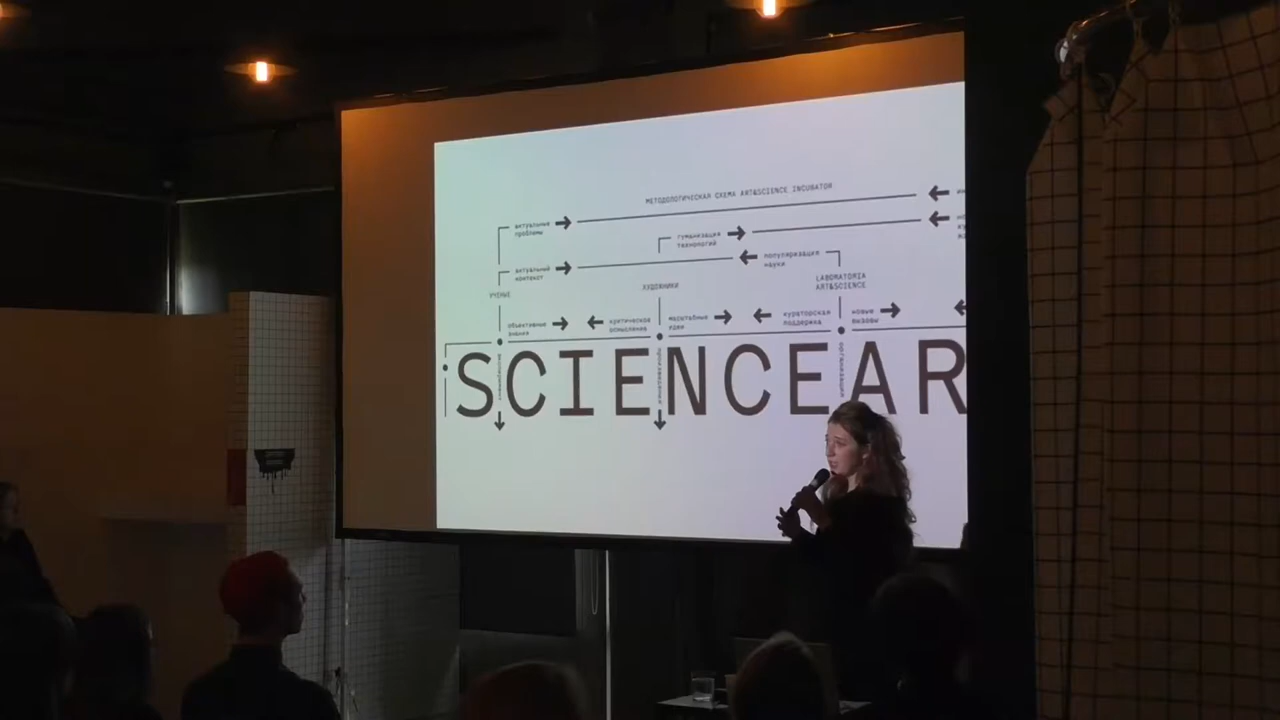 МЕТОДОЛОГИЧЕСКАЯ СХЕМА ART&SCIENCE INCUBATOR
актуальные
проблемы
гуманизация
технологий
актуальный
контекст
популяризация
науки
УЧЕНЫЕ
ХУДОЖНИКИ
LABORATORIA
ART&SCIENCE
объективные
знания
критическое
осмысление
масштабные
идеи
кураторская
поддержка
новые
вызовы
SCIENCEAR